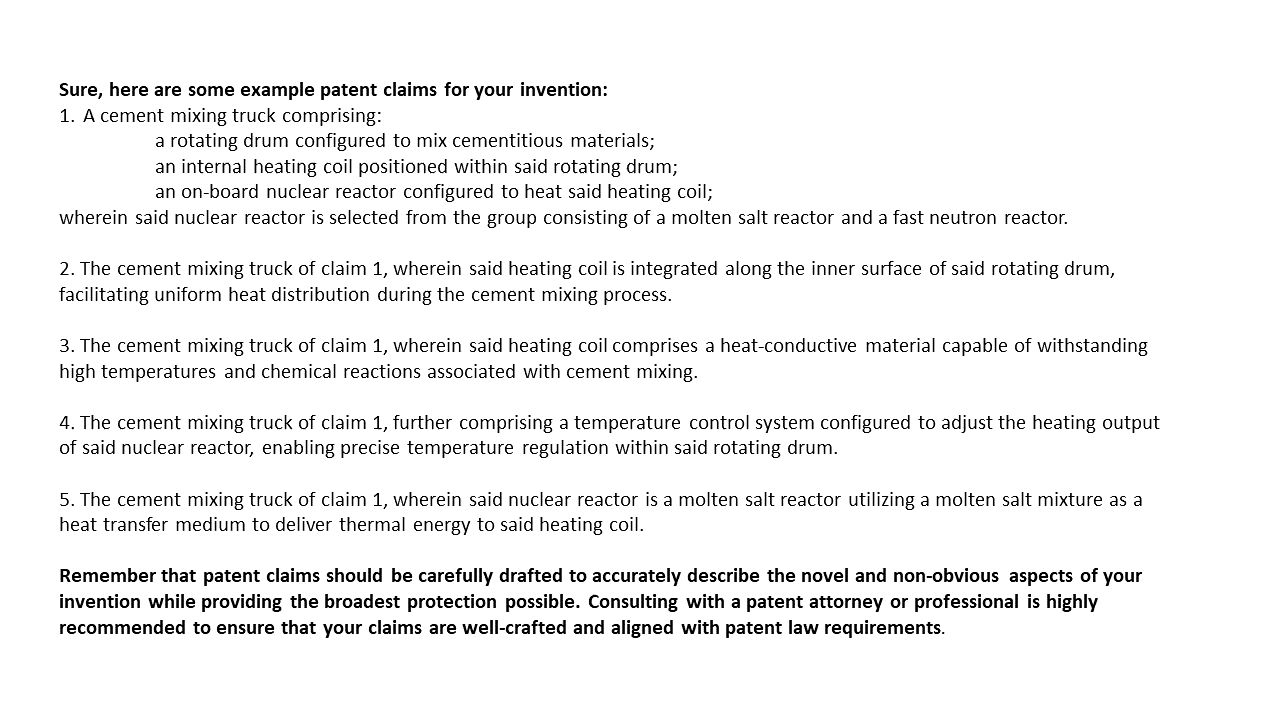 Sure, here are some example patent claims for your invention:
1. A cement mixing truck comprising:
a rotating drum configured to mix cementitious materials;
an internal heating coil positioned within said rotating drum;
an on-board nuclear reactor configured to heat said heating coil;
wherein said nuclear reactor is selected from the group consisting of a molten salt reactor and a fast neutron reactor.
2. The cement mixing truck of claim 1, wherein said heating coil is integrated along the inner surface of said rotating drum,
facilitating uniform heat distribution during the cement mixing process.
3. The cement mixing truck of claim 1, wherein said heating coil comprises a heat-conductive material capable of withstanding
high temperatures and chemical reactions associated with cement mixing.
4. The cement mixing truck of claim 1, further comprising a temperature control system configured to adjust the heating output
of said nuclear reactor, enabling precise temperature regulation within said rotating drum.
5. The cement mixing truck of claim 1, wherein said nuclear reactor is a molten salt reactor utilizing a molten salt mixture as a
heat transfer medium to deliver thermal energy to said heating coil.
Remember that patent claims should be carefully drafted to accurately describe the novel and non-obvious aspects of your
invention while providing the broadest protection possible. Consulting with a patent attorney or professional is highly
recommended to ensure that your claims are well-crafted and aligned with patent law requirements.